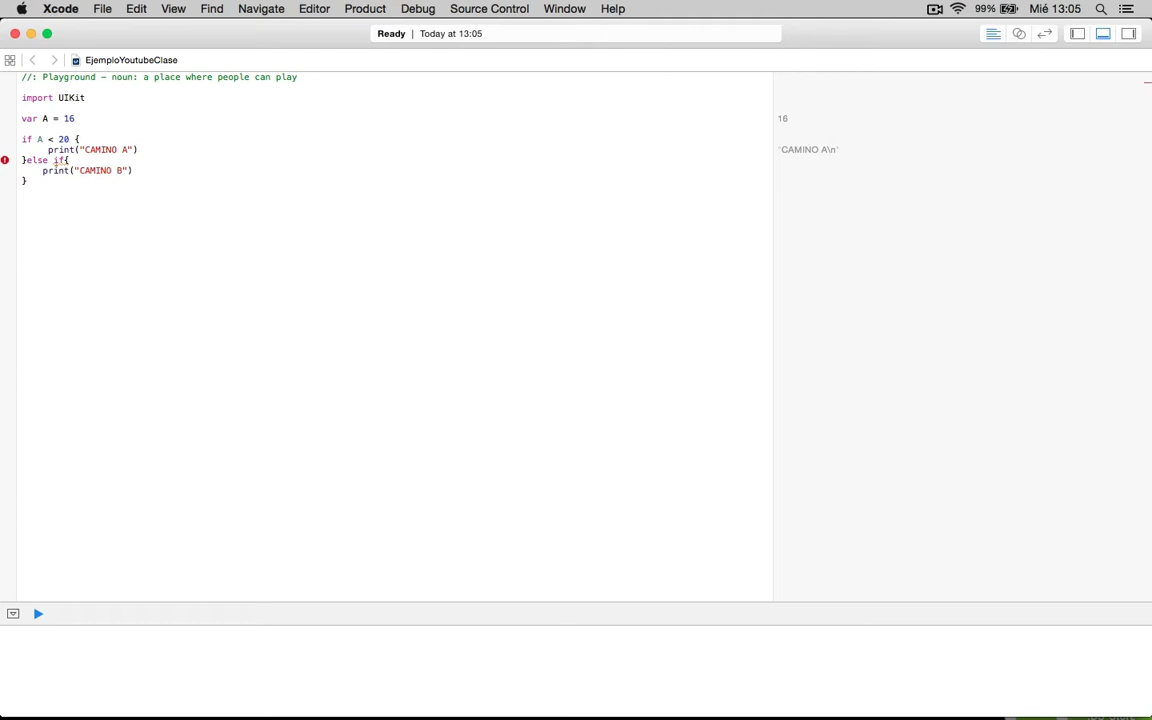 Xcode File Edit View Find Navigate Editor Product Debug Source Control Window Help 99% Mié 13:05
Ready | Today at 13:05
EjemploYoutubeClase
//: Playground - noun: a place where people can play
import UIKit
var A = 16
16
if A < 20 {
print("CAMINO A")
"CAMINO A\n"
}else if{
print("CAMINO B")
}